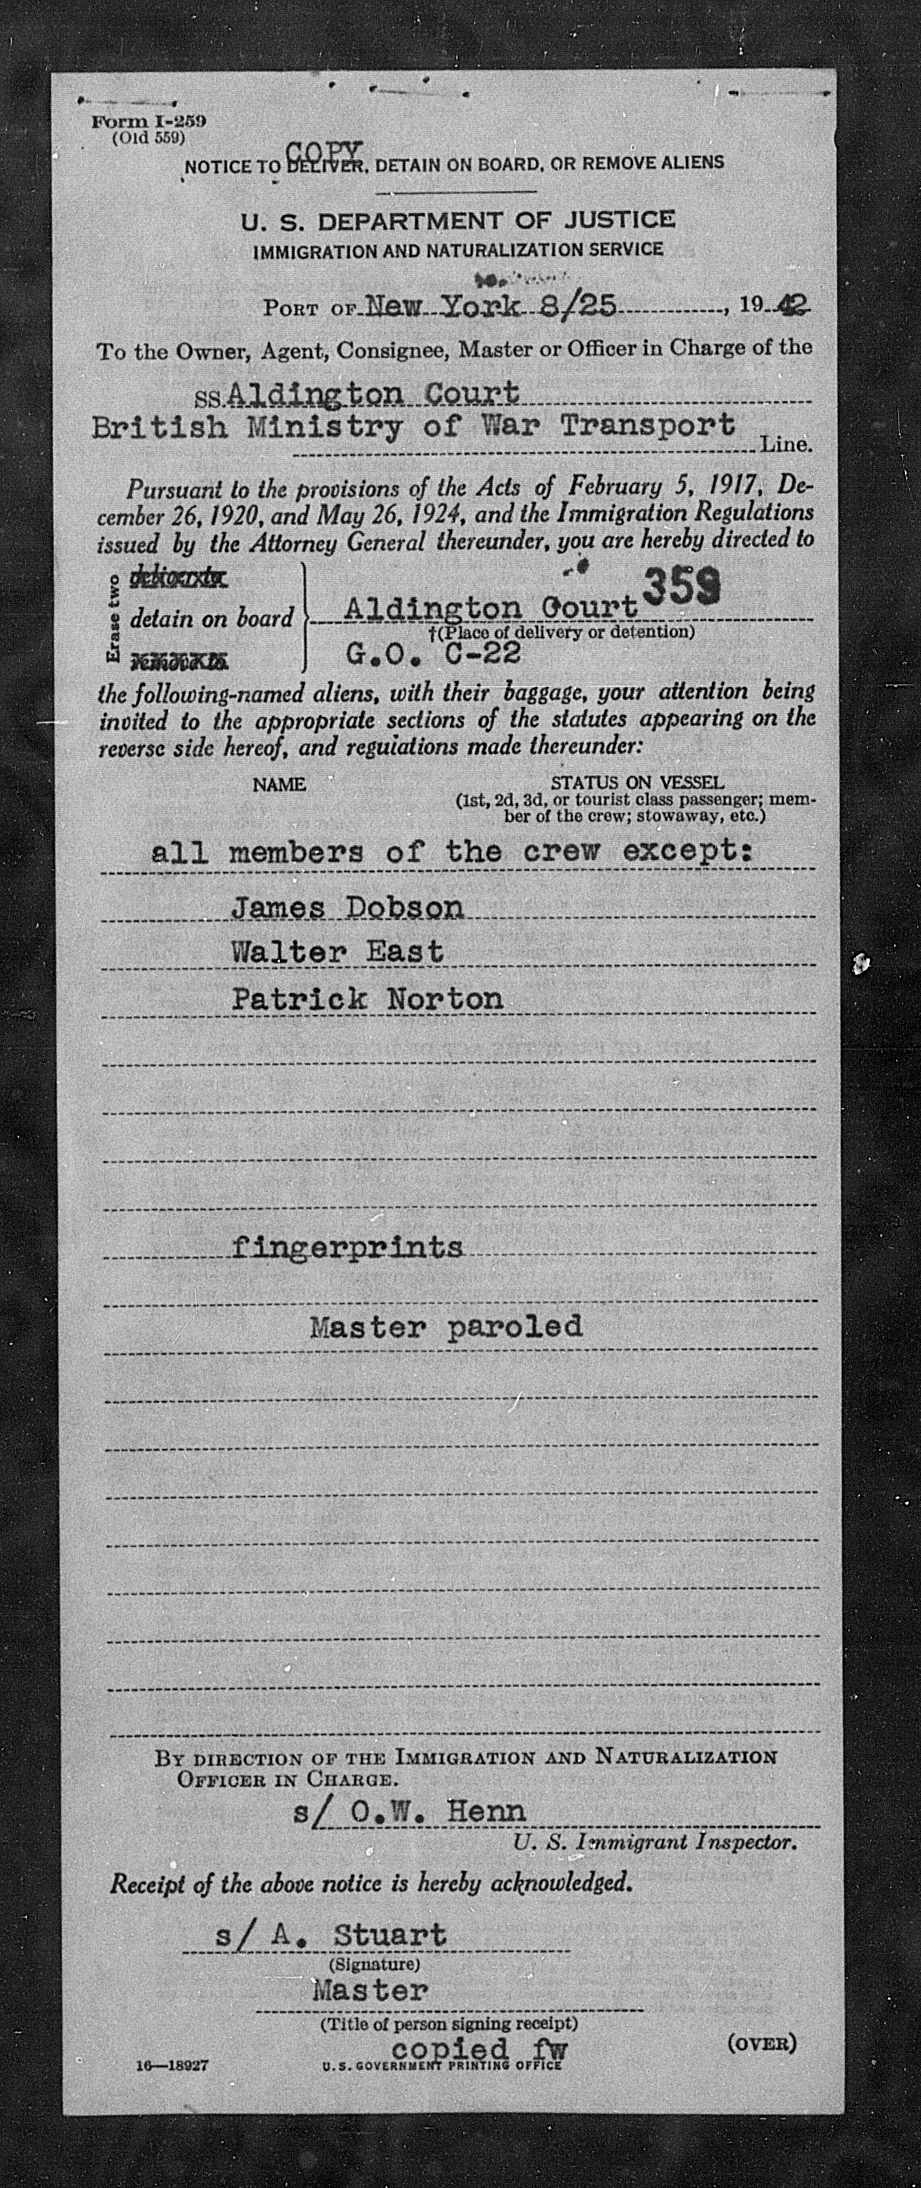 Form I-259
(Old 559)
COPY
NOTICE TO DELIVER, DETAIN ON BOARD, OR REMOVE ALIENS
U. S. DEPARTMENT OF JUSTICE
IMMIGRATION AND NATURALIZATION SERVICE
PORT OF New York 8/25, 1942
To the Owner, Agent, Consignee, Master or Officer in Charge of the
SS. Aldington Court
British Ministry of War Transport Line.
Pursuant to the provisions of the Acts of February 5, 1917, De-
cember 26, 1920, and May 26, 1924, and the Immigration Regulations
issued by the Attorney General thereunder, you are hereby directed to
Erase two
detain on board } Aldington Court 359
†(Place of delivery or detention)
G.O. C-22
the following-named aliens, with their baggage, your attention being
invited to the appropriate sections of the statutes appearing on the
reverse side hereof, and regulations made thereunder:
NAME STATUS ON VESSEL
(1st, 2d, 3d, or tourist class passenger; mem-
ber of the crew; stowaway, etc.)
all members of the crew except:
James Dobson
Walter East
Patrick Norton
fingerprints
Master paroled
BY DIRECTION OF THE IMMIGRATION AND NATURALIZATION
OFFICER IN CHARGE.
s/ O.W. Henn
U. S. Immigrant Inspector.
Receipt of the above notice is hereby acknowledged.
s/ A. Stuart
(Signature)
Master
(Title of person signing receipt)
copied fw
(OVER)
16—18927 U. S. GOVERNMENT PRINTING OFFICE